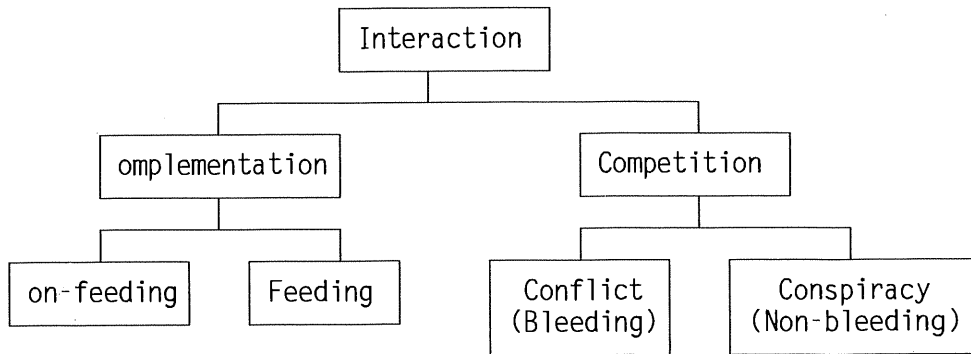 Interaction
omplementation
Competition
on-feeding
Feeding
Conflict
(Bleeding)
Conspiracy
(Non-bleeding)